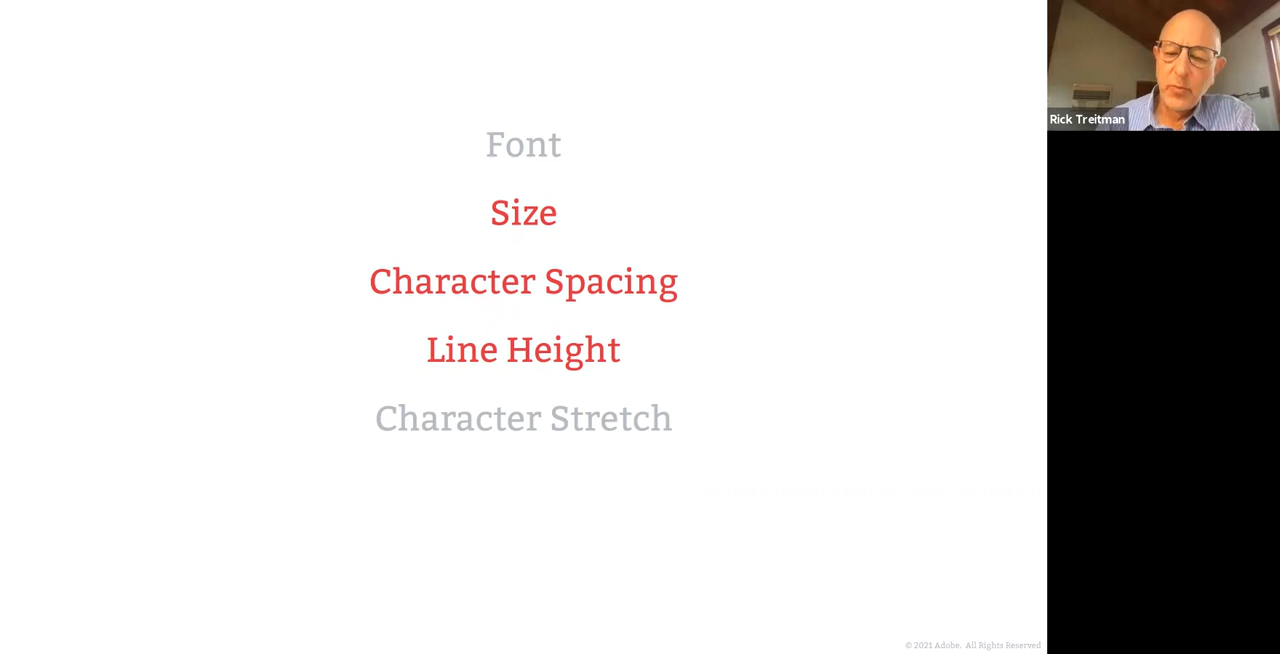 Font
Size
Character Spacing
Line Height
Character Stretch
© 2021 Adobe. All Rights Reserved
Rick Treitman